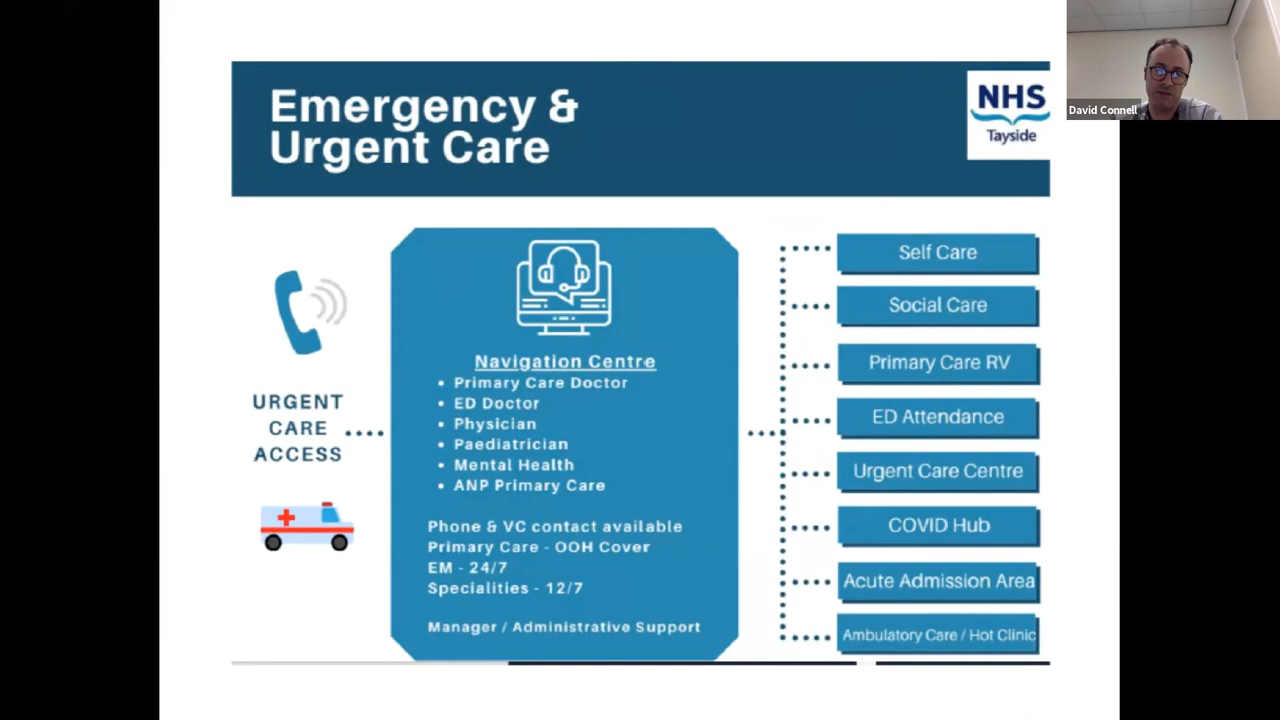 Emergency &
Urgent Care
NHS
Tayside
David Connell
URGENT
CARE
ACCESS
Navigation Centre
• Primary Care Doctor
• ED Doctor
• Physician
• Paediatrician
• Mental Health
• ANP Primary Care
Phone & VC contact available
Primary Care - OOH Cover
EM - 24/7
Specialities - 12/7
Manager / Administrative Support
Self Care
Social Care
Primary Care RV
ED Attendance
Urgent Care Centre
COVID Hub
Acute Admission Area
Ambulatory Care / Hot Clinic